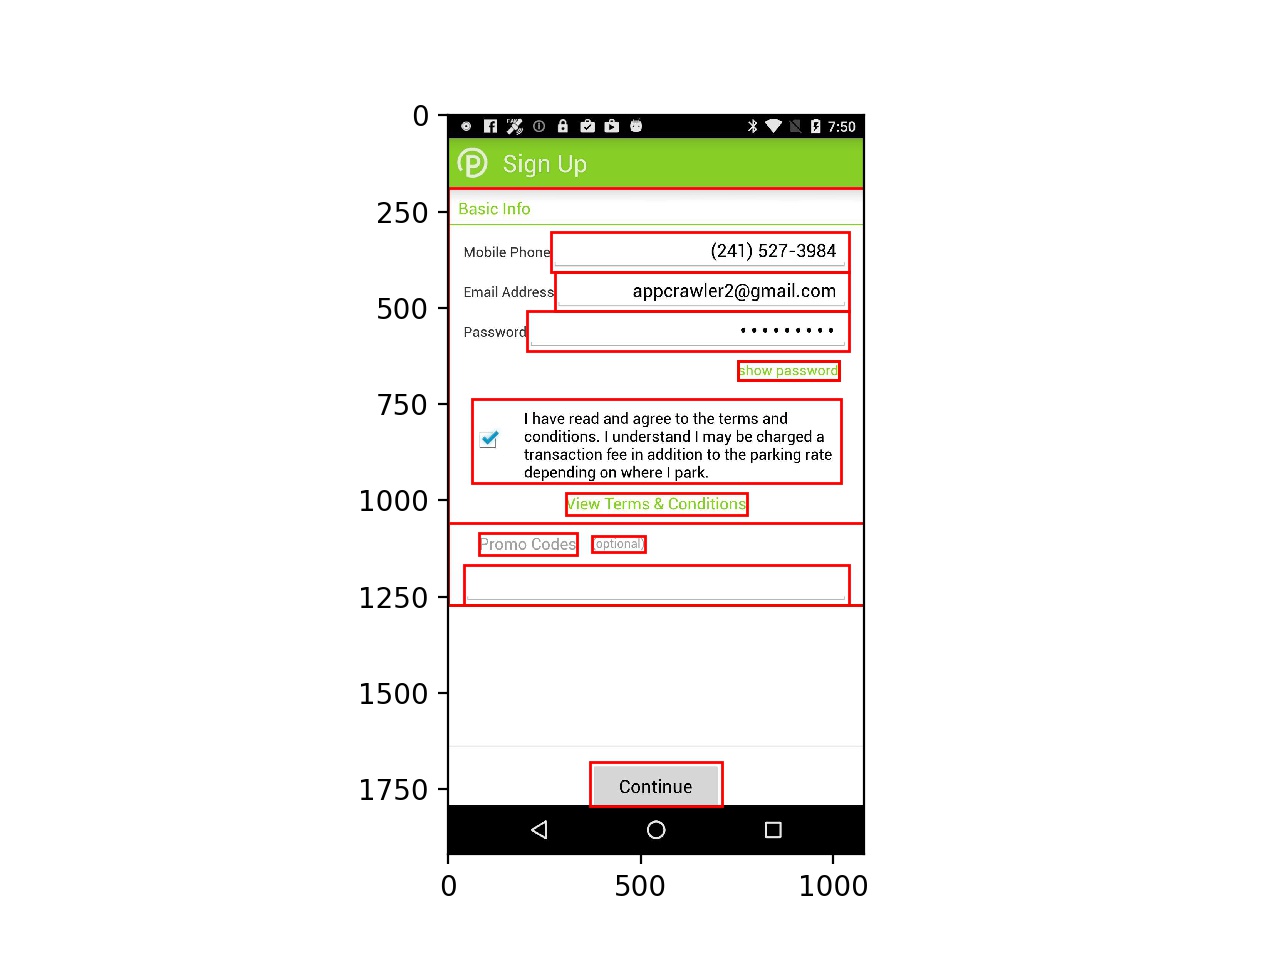 0
250
500
750
1000
1250
1500
1750
0
500
1000
7:50
Sign Up
Basic Info
Mobile Phone
(241) 527-3984
Email Address
appcrawler2@gmail.com
Password
•••••••••
show password
I have read and agree to the terms and
conditions. I understand I may be charged a
transaction fee in addition to the parking rate
depending on where I park.
View Terms & Conditions
Promo Codes (optional)
Continue